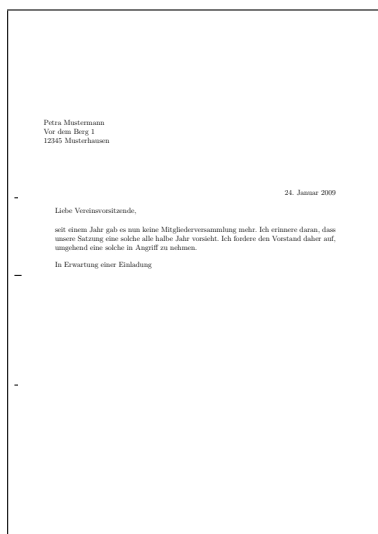 Petra Mustermann
Vor dem Berg 1
12345 Musterhausen
24. Januar 2009
Liebe Vereinsvorsitzende,
seit einem Jahr gab es nun keine Mitgliederversammlung mehr. Ich erinnere daran, dass
unsere Satzung eine solche alle halbe Jahr vorsieht. Ich fordere den Vorstand daher auf,
umgehend eine solche in Angriff zu nehmen.
In Erwartung einer Einladung